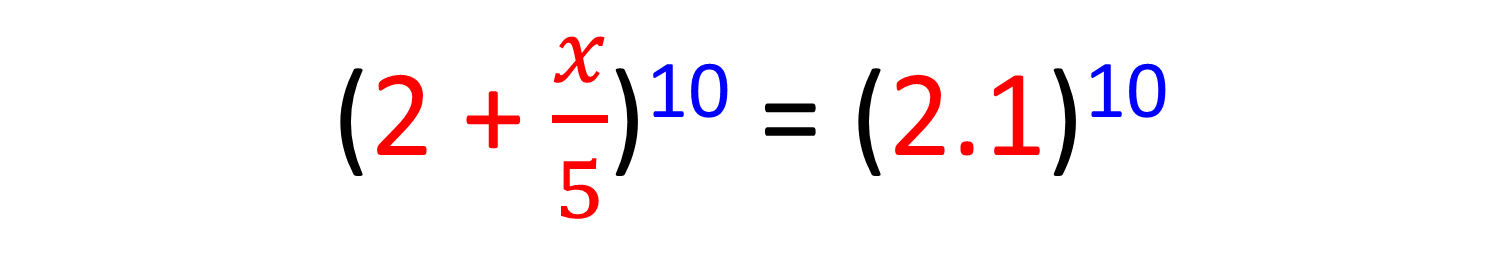 (2 + x/5)^10 = (2.1)^10